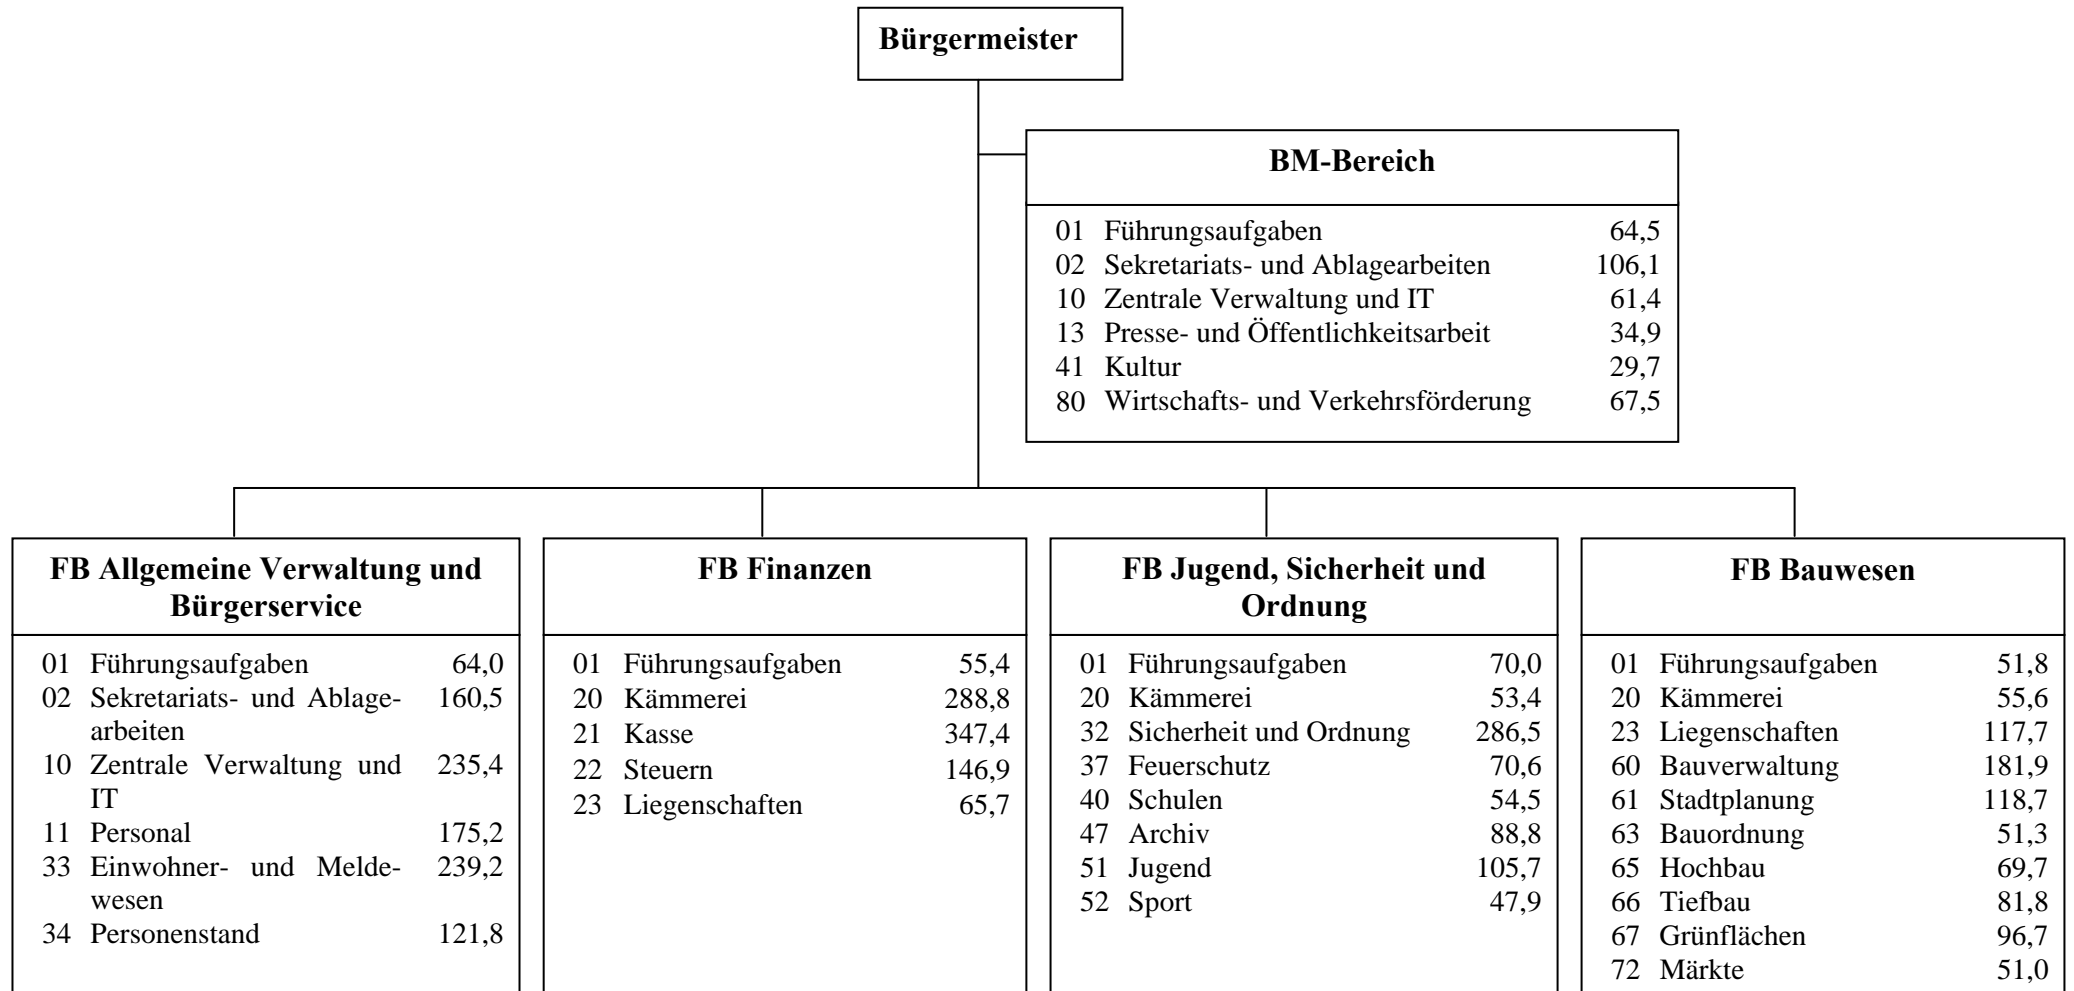 Bürgermeister
BM-Bereich
01 Führungsaufgaben 64,5
02 Sekretariats- und Ablagearbeiten 106,1
10 Zentrale Verwaltung und IT 61,4
13 Presse- und Öffentlichkeitsarbeit 34,9
41 Kultur 29,7
80 Wirtschafts- und Verkehrsförderung 67,5
FB Allgemeine Verwaltung und
Bürgerservice
01 Führungsaufgaben 64,0
02 Sekretariats- und Ablage- 160,5
arbeiten
10 Zentrale Verwaltung und 235,4
IT
11 Personal 175,2
33 Einwohner- und Melde- 239,2
wesen
34 Personenstand 121,8
FB Finanzen
01 Führungsaufgaben 55,4
20 Kämmerei 288,8
21 Kasse 347,4
22 Steuern 146,9
23 Liegenschaften 65,7
FB Jugend, Sicherheit und
Ordnung
01 Führungsaufgaben 70,0
20 Kämmerei 53,4
32 Sicherheit und Ordnung 286,5
37 Feuerschutz 70,6
40 Schulen 54,5
47 Archiv 88,8
51 Jugend 105,7
52 Sport 47,9
FB Bauwesen
01 Führungsaufgaben 51,8
20 Kämmerei 55,6
23 Liegenschaften 117,7
60 Bauverwaltung 181,9
61 Stadtplanung 118,7
63 Bauordnung 51,3
65 Hochbau 69,7
66 Tiefbau 81,8
67 Grünflächen 96,7
72 Märkte 51,0